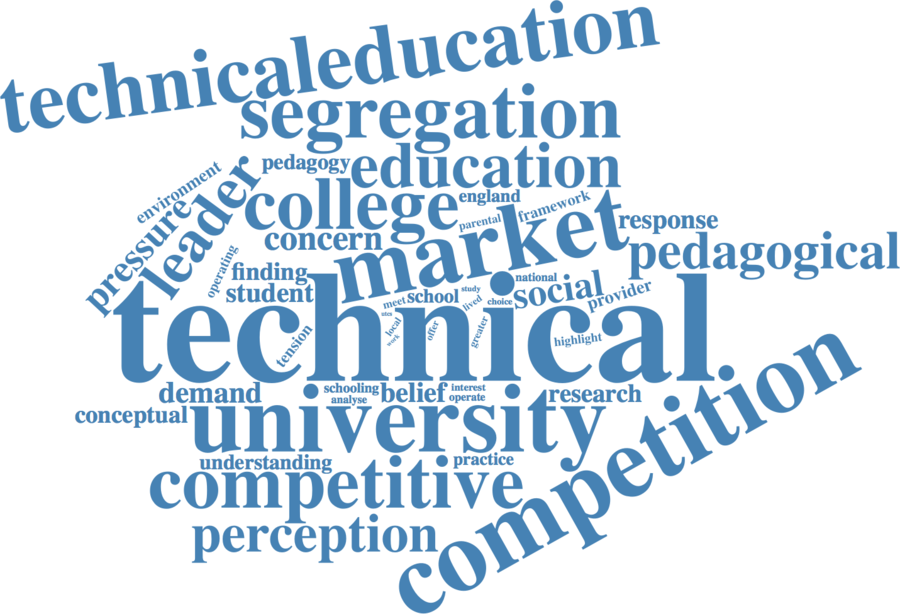 technicaleducation
segregation
pedagogy
education
environment
leader
college
england
pressure
parental
framework
market
response
concern
pedagogical
operating
finding
national
social
student
study
provider
meet
school
lived
choice
technical
utes
local
work
offer
greater
tension
highlight
demand
schooling
belief
interest
research
analyse
operate
conceptual
university
competition
understanding
practice
competitive
perception